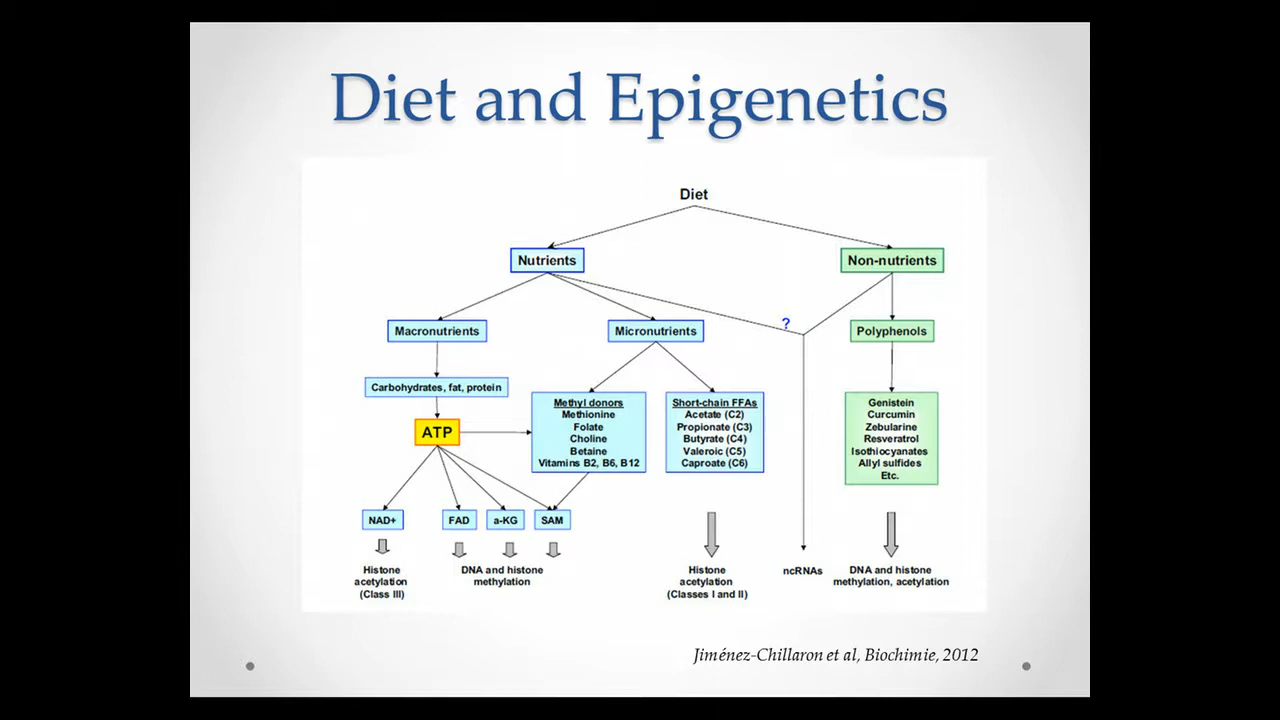 Diet and Epigenetics
Diet
Nutrients
Non-nutrients
?
Macronutrients
Micronutrients
Polyphenols
Carbohydrates, fat, protein
ATP
Methyl donors
Methionine
Folate
Choline
Betaine
Vitamins B2, B6, B12
Short-chain FFAs
Acetate (C2)
Propionate (C3)
Butyrate (C4)
Valeroic (C5)
Caproate (C6)
Genistein
Curcumin
Zebularine
Resveratrol
Isothiocyanates
Allyl sulfides
Etc.
NAD+
FAD
a-KG
SAM
Histone
acetylation
(Class III)
DNA and histone
methylation
Histone
acetylation
(Classes I and II)
ncRNAs
DNA and histone
methylation, acetylation
Jiménez-Chillaron et al, Biochimie, 2012